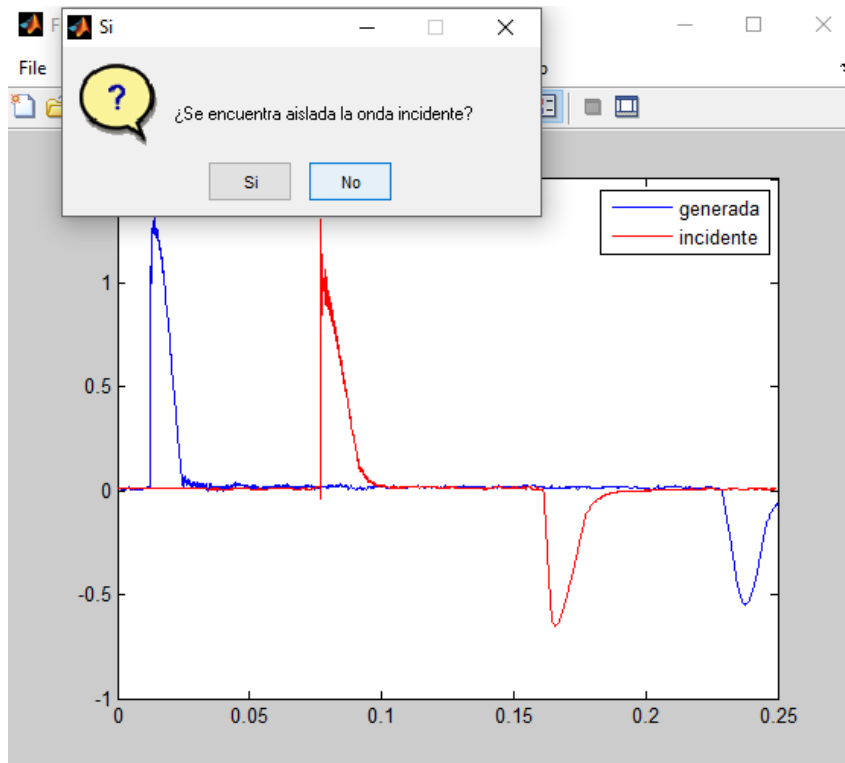 Si
File
¿Se encuentra aislada la onda incidente?
Si No
generada
incidente
1
0.5
0
-0.5
-1
0 0.05 0.1 0.15 0.2 0.25